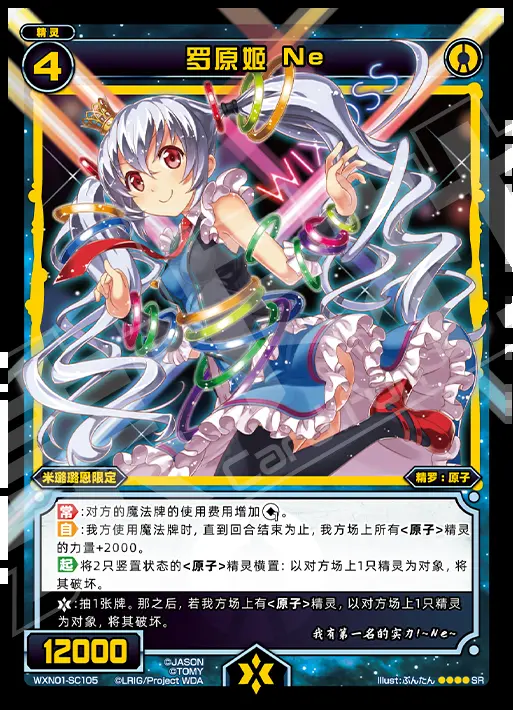 精灵
4
罗原姬 Ne
WIXOSS
米璐璐恩限定
精罗：原子
常:对方的魔法牌的使用费用增加。
自:我方使用魔法牌时，直到回合结束为止，我方场上所有<原子>精灵
的力量+2000。
起:将2只竖置状态的<原子>精灵横置：以对方场上1只精灵为对象，将
其破坏。
:抽1张牌。那之后，若我方场上有<原子>精灵，以对方场上1只精灵
为对象，将其破坏。
我有第一名的实力!~Ne~
12000
©JASON
©TOMY
WXN01-SC105 ©LRIG/Project WDA
Illust:ぶんたん
SR
Car